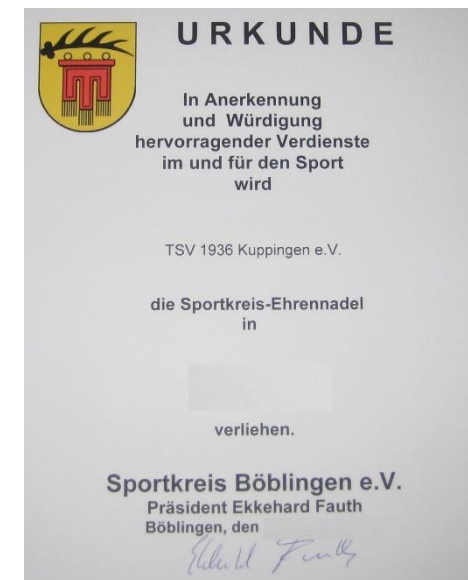 URKUNDE
In Anerkennung
und Würdigung
hervorragender Verdienste
im und für den Sport
wird
TSV 1936 Kuppingen e.V.
die Sportkreis-Ehrennadel
in
verliehen.
Sportkreis Böblingen e.V.
Präsident Ekkehard Fauth
Böblingen, den